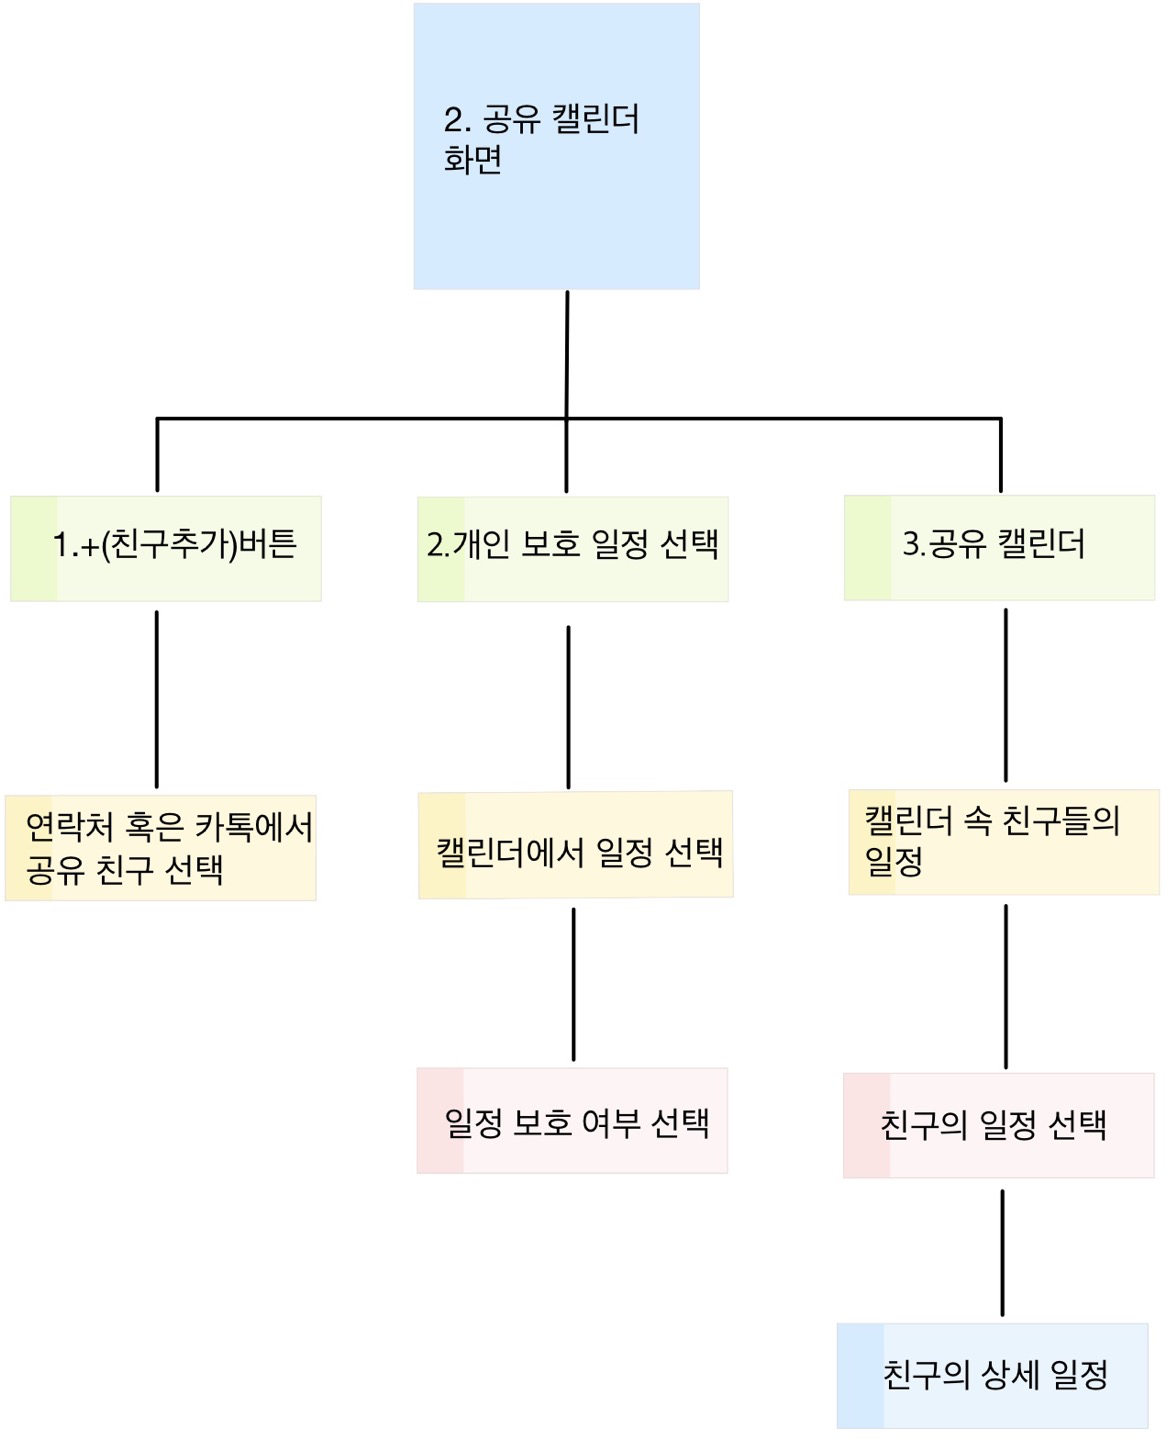 2. 공유 캘린더
화면
1.+(친구추가)버튼
2.개인 보호 일정 선택
3.공유 캘린더
연락처 혹은 카톡에서
공유 친구 선택
캘린더에서 일정 선택
캘린더 속 친구들의
일정
일정 보호 여부 선택
친구의 일정 선택
친구의 상세 일정